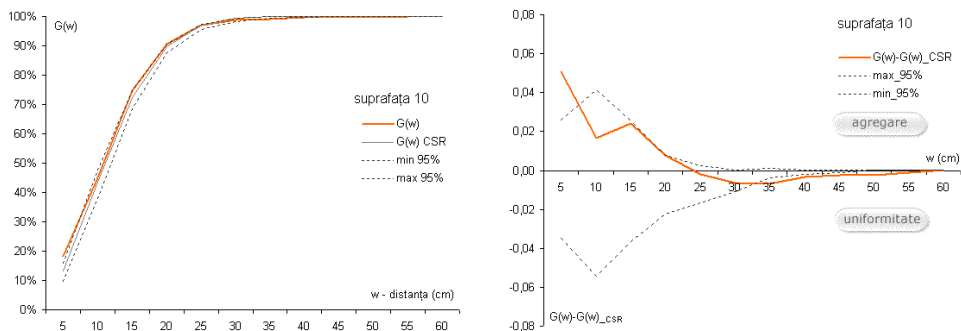 G(w)
100%
90%
80%
70%
60%
50%
40%
30%
20%
10%
0%
suprafața 10
G(w)
G(w) CSR
min 95%
max 95%
w - distanța (cm)
5 10 15 20 25 30 35 40 45 50 55 60
0,08
0,06
0,04
0,02
0,00
-0,02
-0,04
-0,06
-0,08
suprafața 10
G(w)-G(w)_CSR
max_95%
min_95%
agregare
w (cm)
5 10 15 20 25 30 35 40 45 50 55 60
uniformitate
G(w)-G(w)_CSR